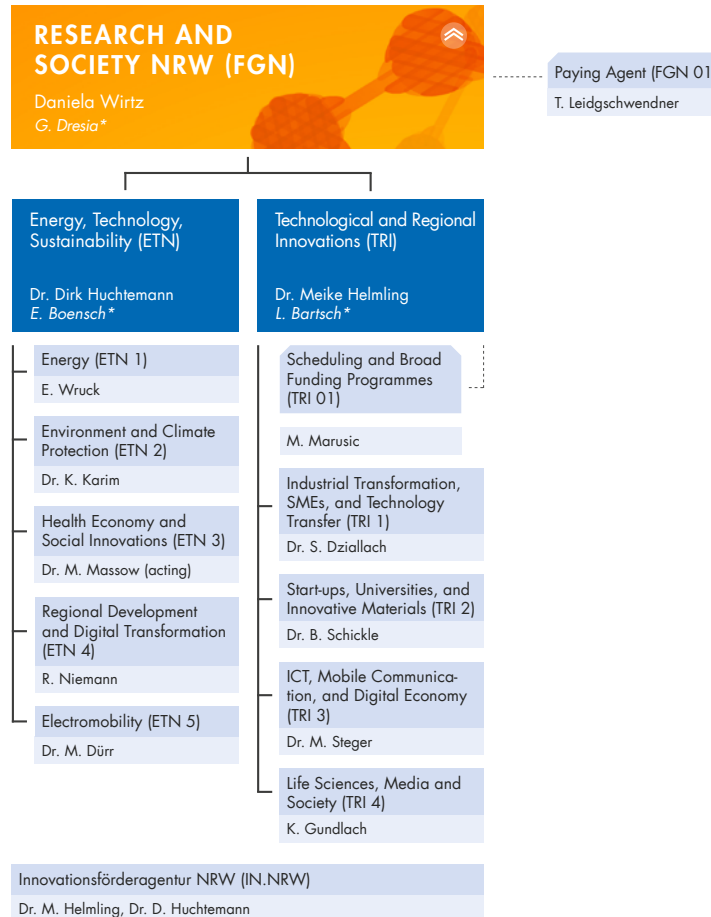 RESEARCH AND
SOCIETY NRW (FGN)
Daniela Wirtz
G. Dresia*
Paying Agent (FGN 01
T. Leidgschwendner
Energy, Technology,
Sustainability (ETN)
Dr. Dirk Huchtemann
E. Boensch*
Energy (ETN 1)
E. Wruck
Environment and Climate
Protection (ETN 2)
Dr. K. Karim
Health Economy and
Social Innovations (ETN 3)
Dr. M. Massow (acting)
Regional Development
and Digital Transformation
(ETN 4)
R. Niemann
Electromobility (ETN 5)
Dr. M. Dürr
Technological and Regional
Innovations (TRI)
Dr. Meike Helmling
L. Bartsch*
Scheduling and Broad
Funding Programmes
(TRI 01)
M. Marusic
Industrial Transformation,
SMEs, and Technology
Transfer (TRI 1)
Dr. S. Dziallach
Start-ups, Universities, and
Innovative Materials (TRI 2)
Dr. B. Schickle
ICT, Mobile Communica-
tion, and Digital Economy
(TRI 3)
Dr. M. Steger
Life Sciences, Media and
Society (TRI 4)
K. Gundlach
Innovationsförderagentur NRW (IN.NRW)
Dr. M. Helmling, Dr. D. Huchtemann